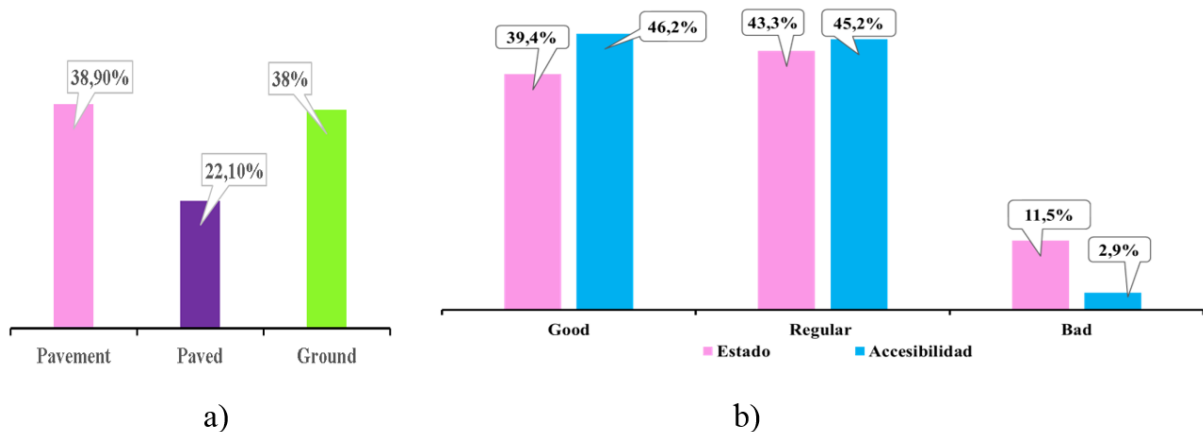 38,90%
22,10%
38%
Pavement
Paved
Ground
a)
39,4%
46,2%
43,3%
45,2%
11,5%
2,9%
Good
Regular
Bad
Estado
Accesibilidad
b)